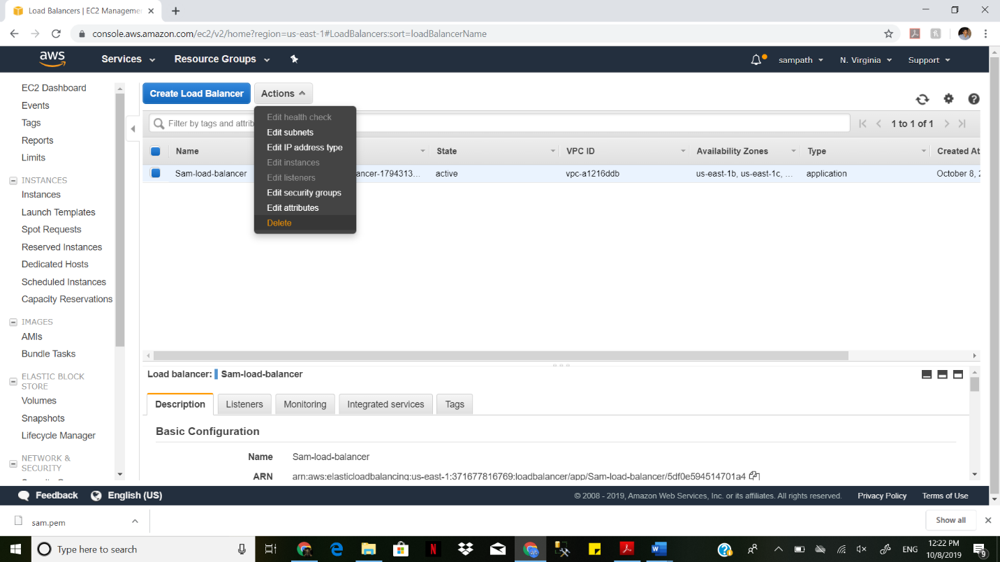 Load Balancers | EC2 Manageme
console.aws.amazon.com/ec2/v2/home?region=us-east-1#LoadBalancers:sort=loadBalancerName
aws Services Resource Groups sampath N. Virginia Support
EC2 Dashboard
Events
Tags
Reports
Limits
INSTANCES
Instances
Launch Templates
Spot Requests
Reserved Instances
Dedicated Hosts
Scheduled Instances
Capacity Reservations
IMAGES
AMIs
Bundle Tasks
ELASTIC BLOCK
STORE
Volumes
Snapshots
Lifecycle Manager
NETWORK &
SECURITY
Create Load Balancer Actions
Edit health check
Edit subnets
Edit IP address type
Edit instances
Edit listeners
Edit security groups
Edit attributes
Delete
Filter by tags and attrib 1 to 1 of 1
Name State VPC ID Availability Zones Type Created At
Sam-load-balancer ancer-1794313... active vpc-a1216ddb us-east-1b, us-east-1c, ... application October 8, 2
Load balancer: Sam-load-balancer
Description Listeners Monitoring Integrated services Tags
Basic Configuration
Name Sam-load-balancer
ARN arn:aws:elasticloadbalancing:us-east-1:371677816769:loadbalancer/app/Sam-load-balancer/5df0e594514701a4
Feedback English (US) © 2008 - 2019, Amazon Web Services, Inc. or its affiliates. All rights reserved. Privacy Policy Terms of Use
sam.pem Show all
Type here to search ENG 12:22 PM
10/8/2019 9